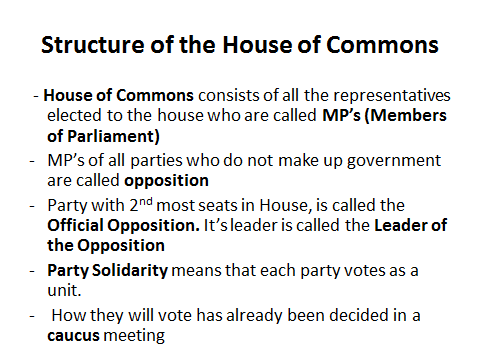 Structure of the House of Commons
- House of Commons consists of all the representatives
elected to the house who are called MP's (Members
of Parliament)
- MP's of all parties who do not make up government
are called opposition
- Party with 2nd most seats in House, is called the
Official Opposition. It's leader is called the Leader of
the Opposition
- Party Solidarity means that each party votes as a
unit.
- How they will vote has already been decided in a
caucus meeting